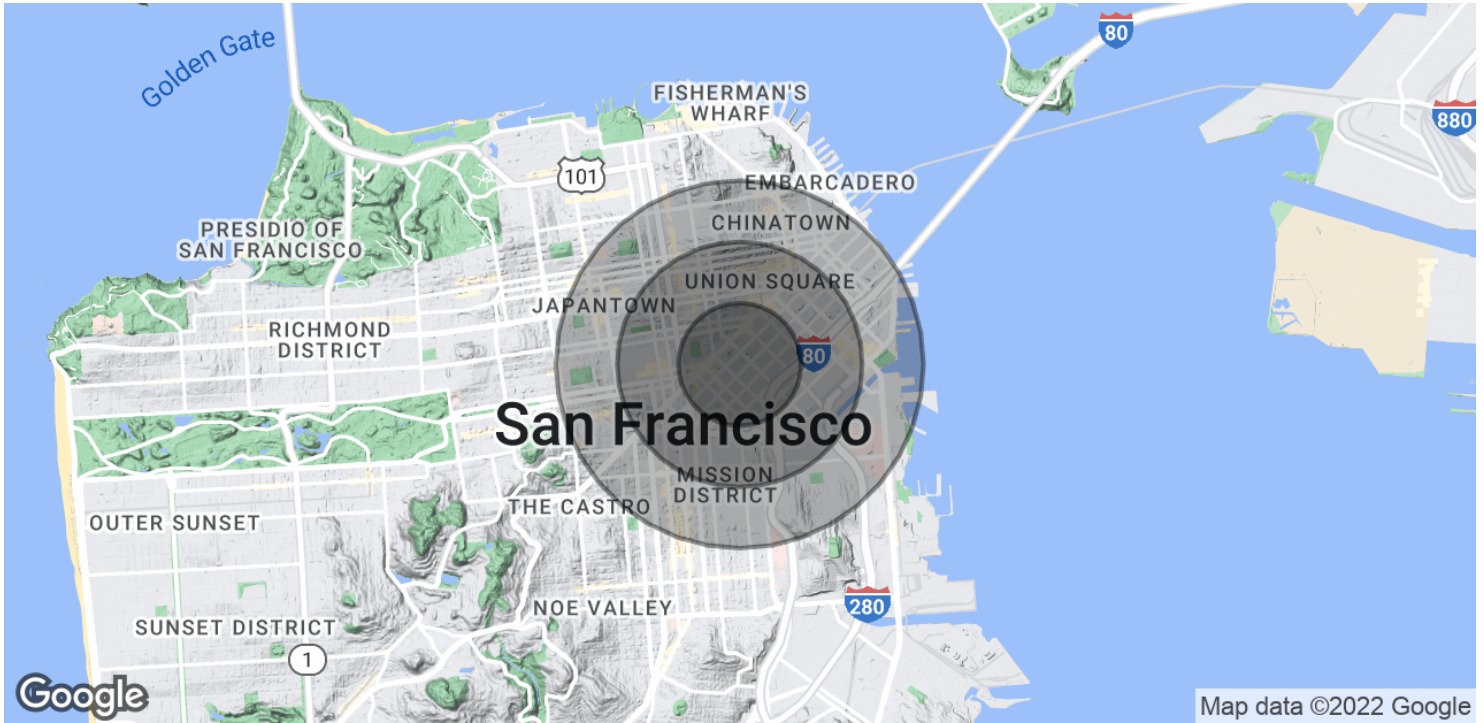 Golden Gate
80
FISHERMAN'S
WHARF
880
101
EMBARCADERO
CHINATOWN
PRESIDIO OF
SAN FRANCISCO
UNION SQUARE
JAPANTOWN
RICHMOND
DISTRICT
80
San Francisco
MISSION
DISTRICT
THE CASTRO
OUTER SUNSET
NOE VALLEY
280
SUNSET DISTRICT
1
Google
Map data ©2022 Google